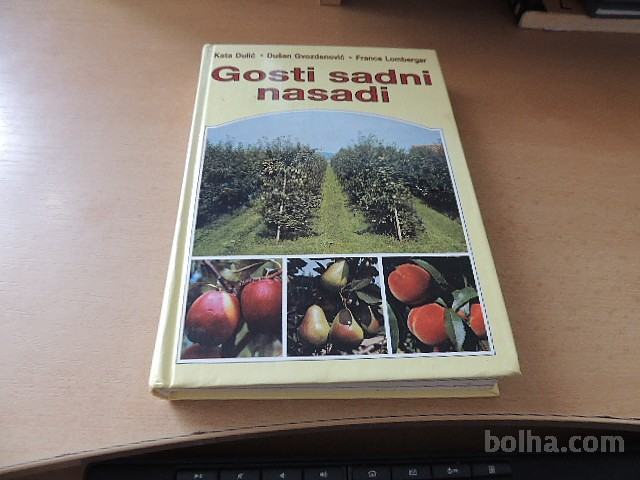 Kata Dulić • Dušan Gvozdenović • France Lomberger
Gosti sadni
nasadi
bolha.com